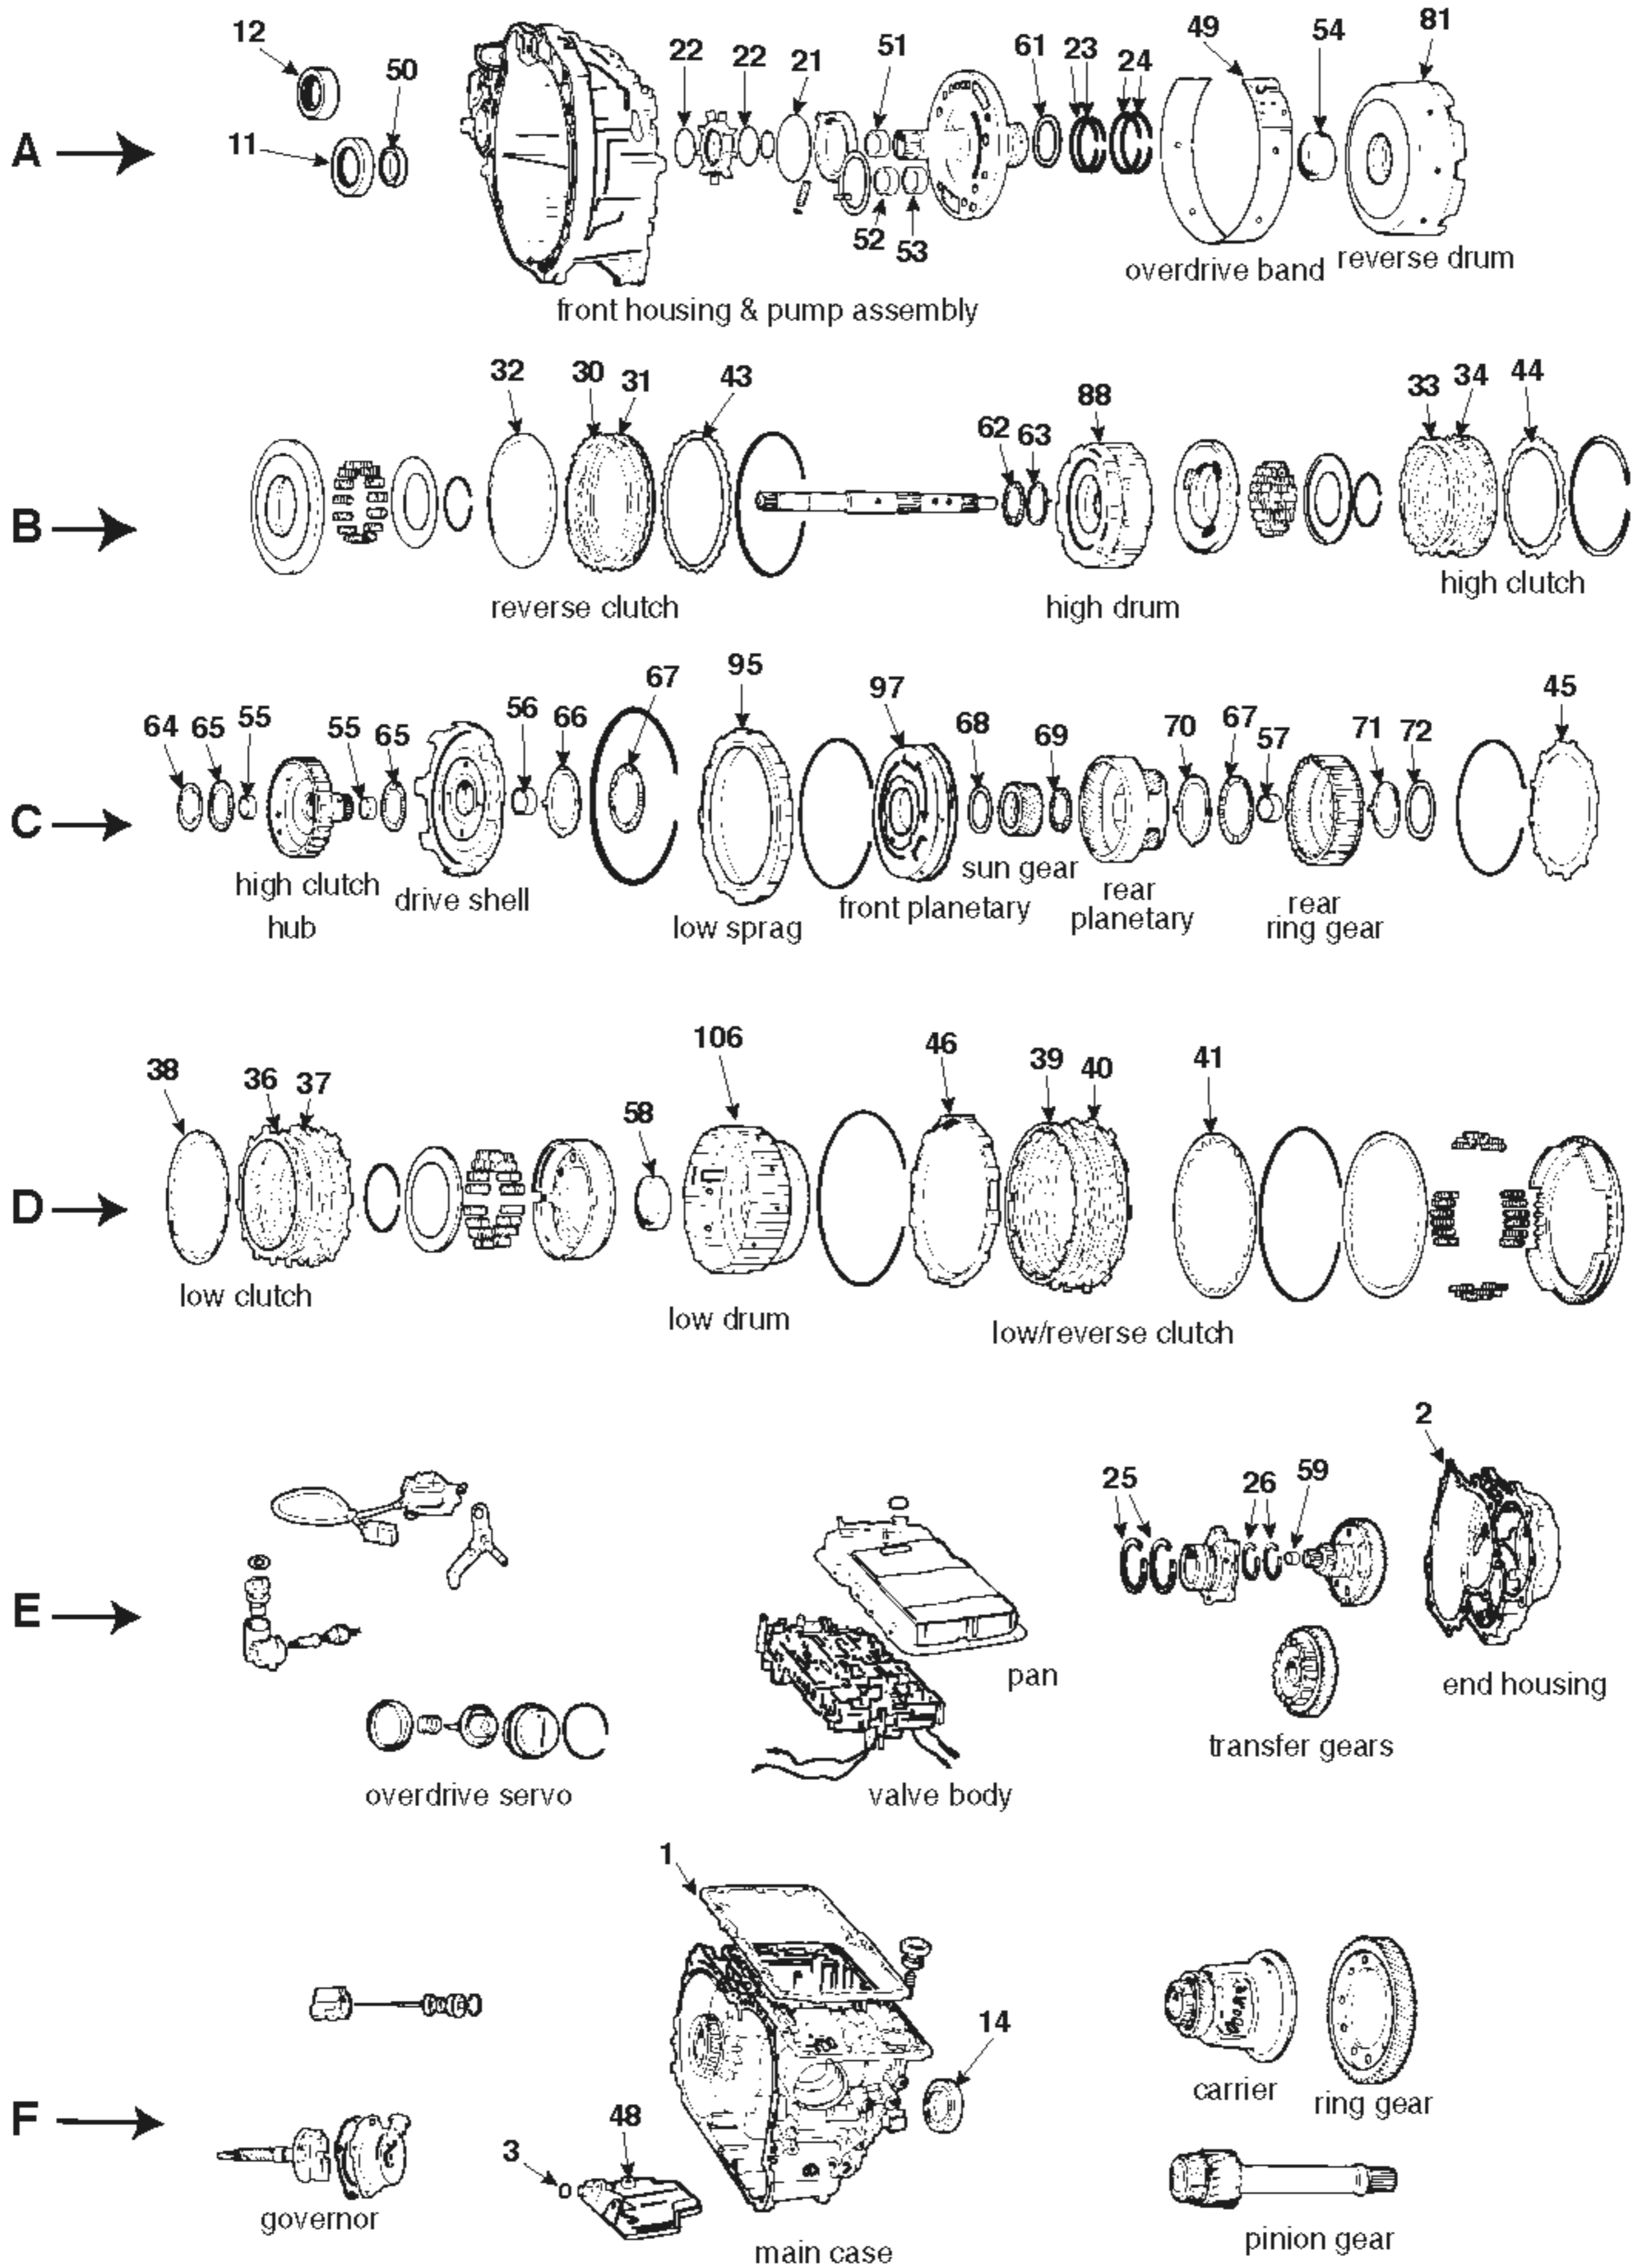 A
12
50
11
22
22
21
51
52
53
61
23
24
49
54
81
front housing & pump assembly
overdrive band
reverse drum
B
32
30
31
43
62
63
88
33
34
44
reverse clutch
high drum
high clutch
C
64
65
55
55
65
56
66
67
95
97
68
69
70
67
57
71
72
45
high clutch
hub
drive shell
low sprag
front planetary
sun gear
rear
planetary
rear
ring gear
D
38
36
37
58
106
46
39
40
41
low clutch
low drum
low/reverse clutch
E
25
26
59
2
overdrive servo
valve body
pan
transfer gears
end housing
F
1
14
3
48
governor
main case
carrier
ring gear
pinion gear